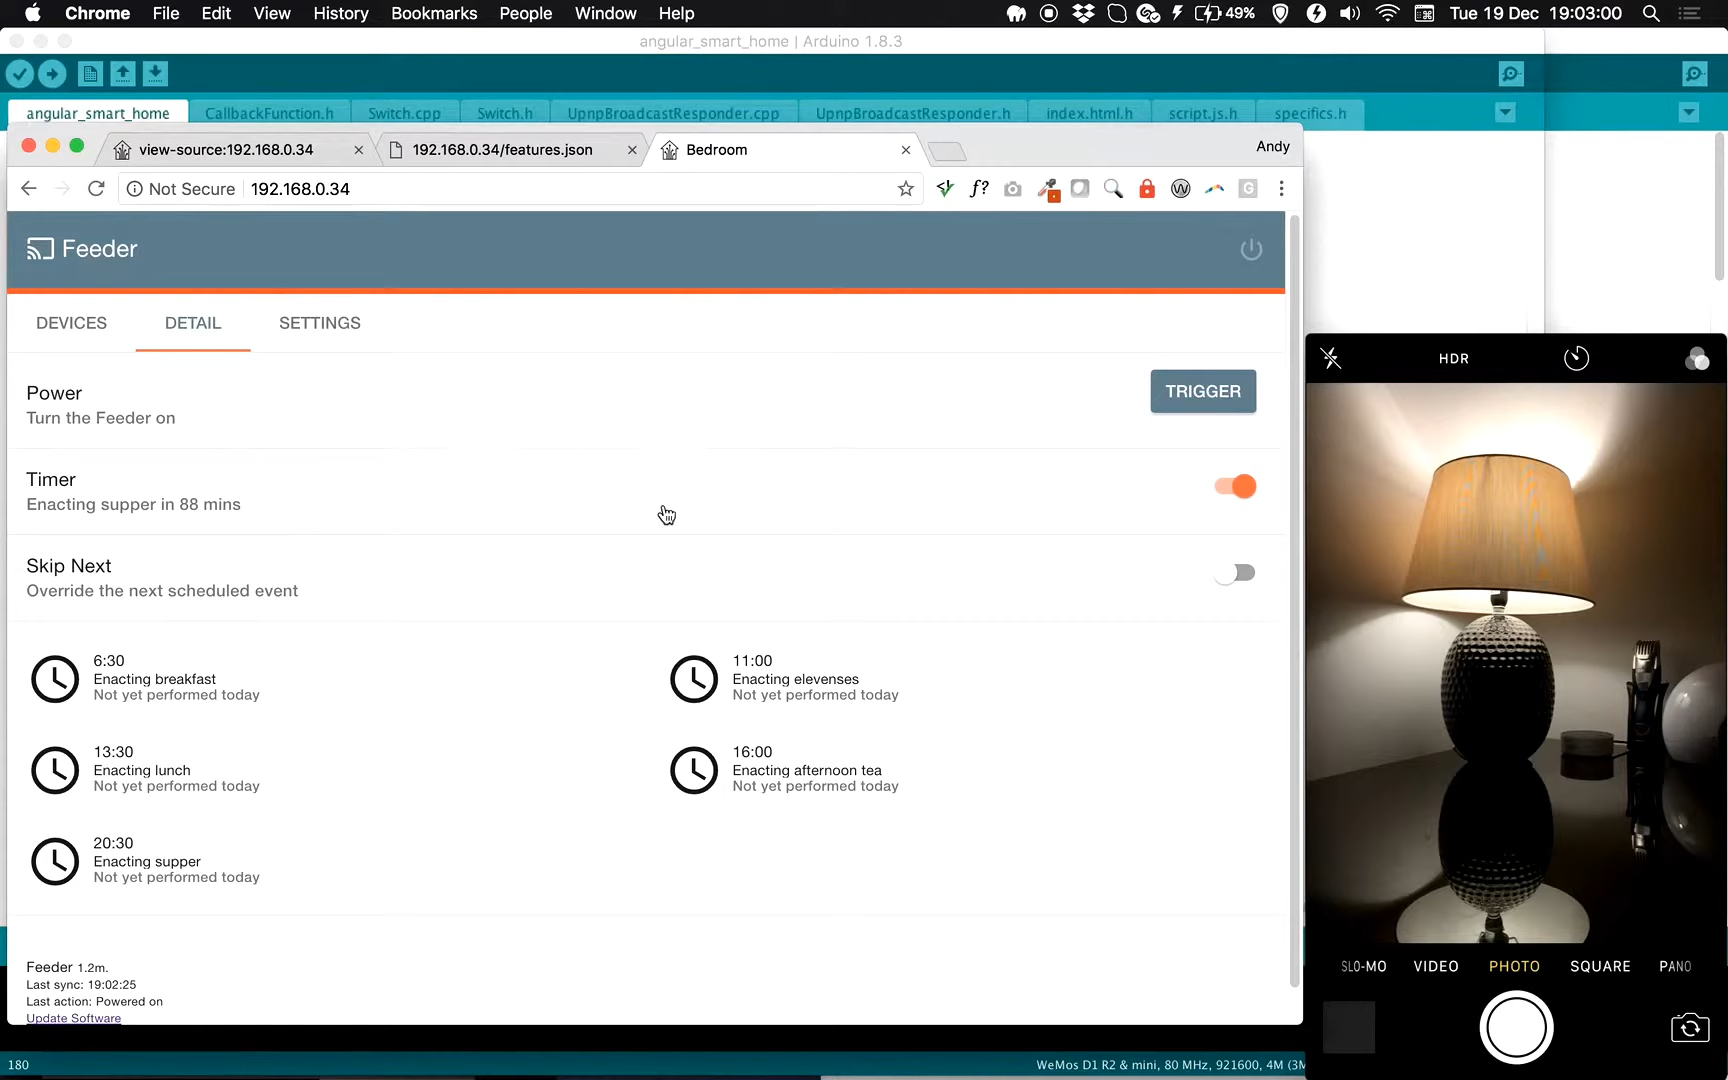 Chrome File Edit View History Bookmarks People Window Help 49% Tue 19 Dec 19:03:00
angular_smart_home | Arduino 1.8.3
angular_smart_home CallbackFunction.h Switch.cpp Switch.h UpnpBroadcastResponder.cpp UpnpBroadcastResponder.h index.html.h script.js.h specifics.h
view-source:192.168.0.34 192.168.0.34/features.json Bedroom Andy
Not Secure 192.168.0.34 f? W G
Feeder
DEVICES DETAIL SETTINGS
Power
Turn the Feeder on
TRIGGER
Timer
Enacting supper in 88 mins
Skip Next
Override the next scheduled event
6:30
Enacting breakfast
Not yet performed today
11:00
Enacting elevenses
Not yet performed today
13:30
Enacting lunch
Not yet performed today
16:00
Enacting afternoon tea
Not yet performed today
20:30
Enacting supper
Not yet performed today
Feeder 1.2m.
Last sync: 19:02:25
Last action: Powered on
Update Software
HDR
SLO-MO VIDEO PHOTO SQUARE PANO
180 WeMos D1 R2 & mini, 80 MHz, 921600, 4M (3M